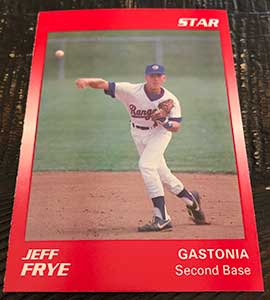 STAR
Rangers
JEFF
FRYE
GASTONIA
Second Base